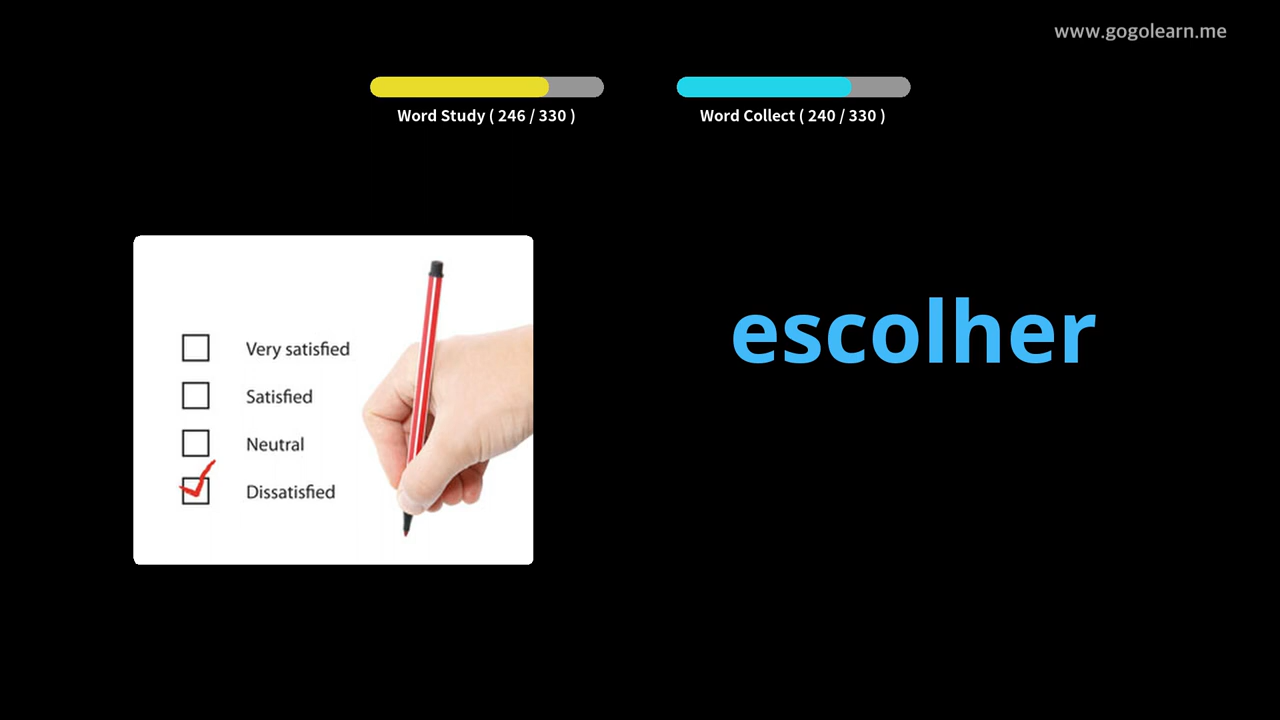 www.gogolearn.me
Word Study ( 246 / 330 )
Word Collect ( 240 / 330 )
Very satisfied
Satisfied
Neutral
Dissatisfied
escolher